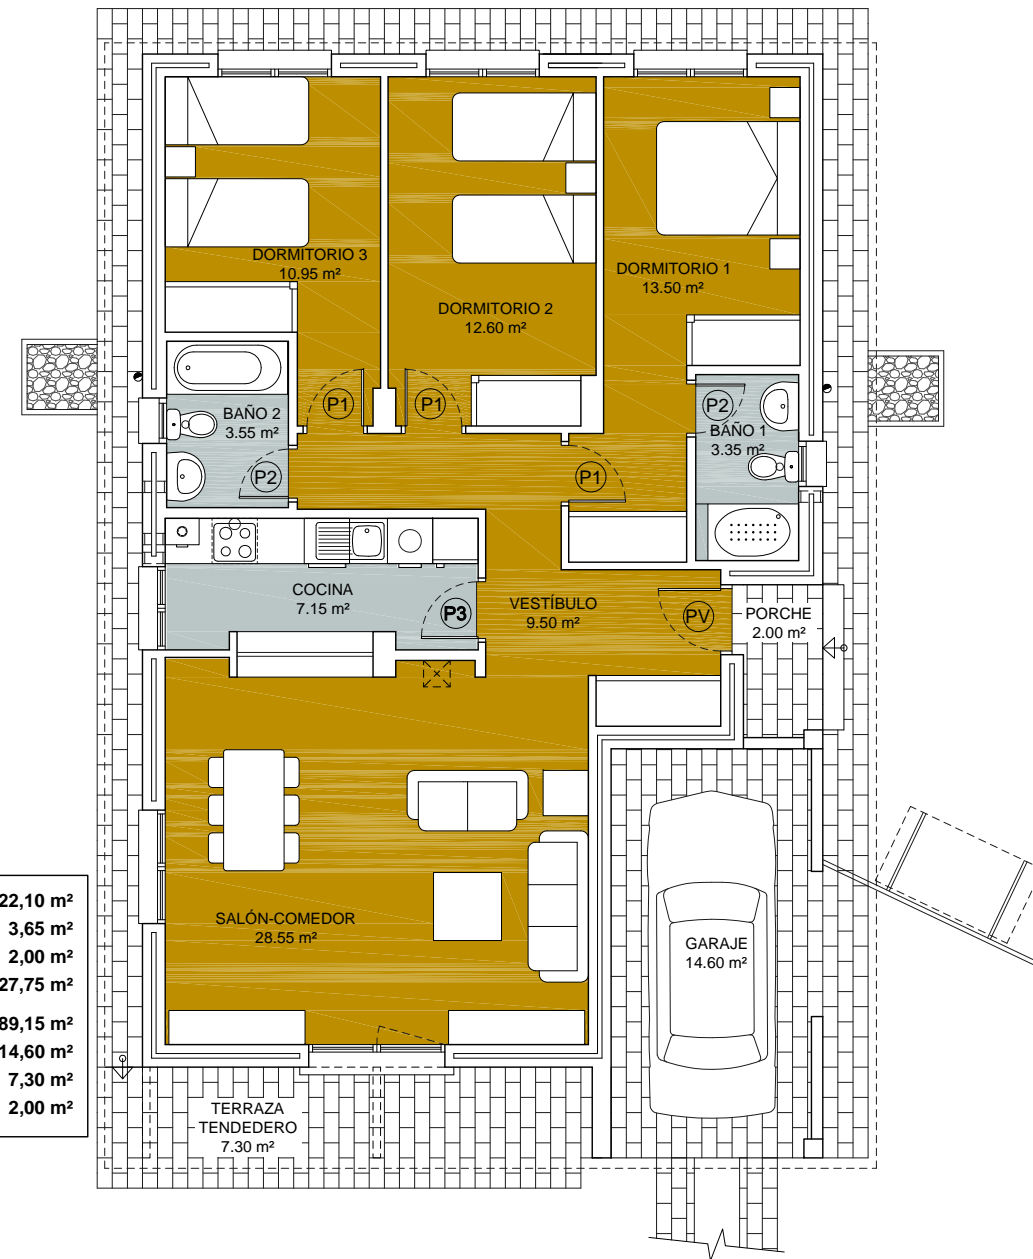 DORMITORIO 3
10.95 m²
DORMITORIO 2
12.60 m²
DORMITORIO 1
13.50 m²
P1
P1
P2
BAÑO 2
3.55 m²
BAÑO 1
3.35 m²
P2
P1
COCINA
7.15 m²
P3
VESTÍBULO
9.50 m²
PV
PORCHE
2.00 m²
SALÓN-COMEDOR
28.55 m²
GARAJE
14.60 m²
22,10 m²
3,65 m²
2,00 m²
27,75 m²
89,15 m²
14,60 m²
7,30 m²
2,00 m²
TERRAZA
TENDEDERO
7.30 m²